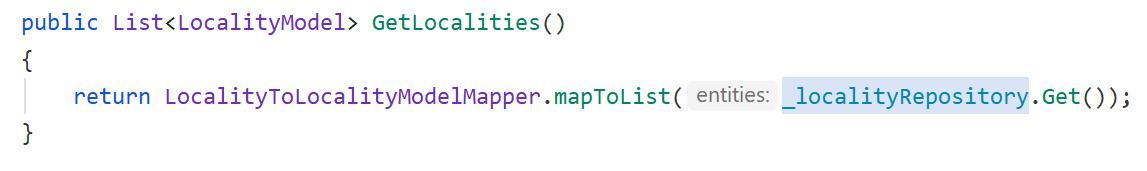 public List<LocalityModel> GetLocalities()
{
return LocalityToLocalityModelMapper.mapToList( entities: _localityRepository.Get());
}